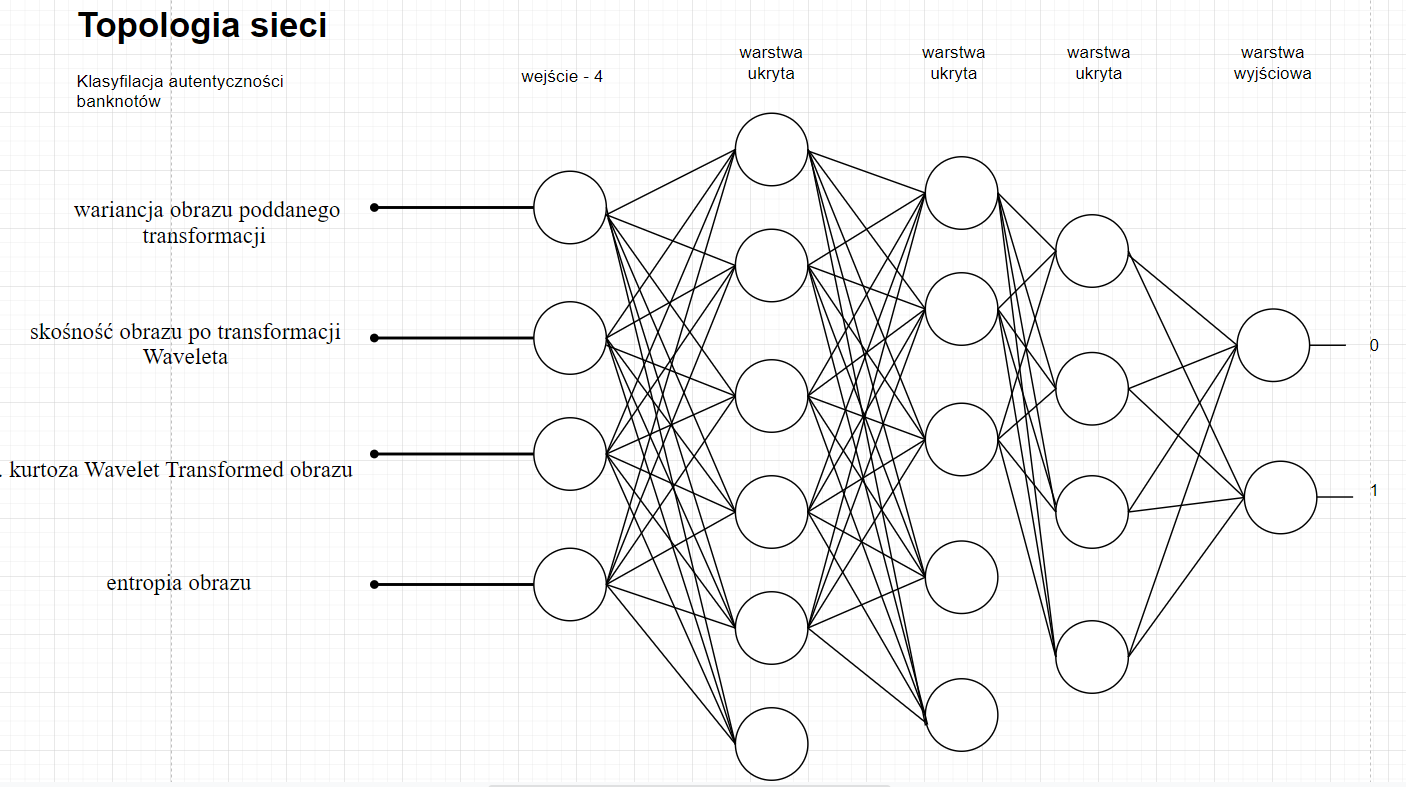 Topologia sieci
Klasyfilacja autentyczności
banknotów
wejście - 4
warstwa
ukryta
warstwa
ukryta
warstwa
ukryta
warstwa
wyjściowa
wariancja obrazu poddanego
transformacji
skośność obrazu po transformacji
Waveleta
. kurtoza Wavelet Transformed obrazu
entropia obrazu
0
1